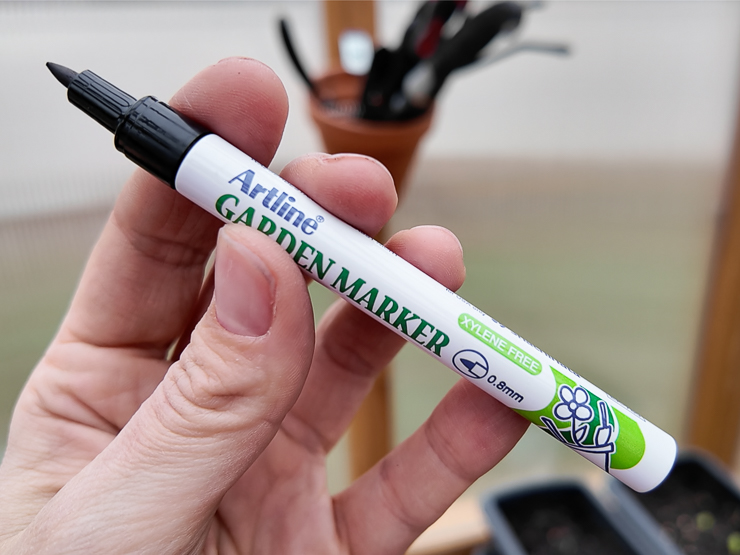 Artline®
GARDEN MARKER
XYLENE FREE
0.8mm